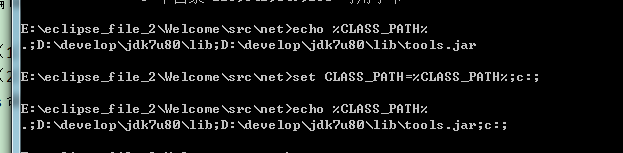 E:\eclipse_file_2\Welcome\src\net>echo %CLASS_PATH%
.;D:\develop\jdk7u80\lib;D:\develop\jdk7u80\lib\tools.jar
E:\eclipse_file_2\Welcome\src\net>set CLASS_PATH=%CLASS_PATH%;c:;
E:\eclipse_file_2\Welcome\src\net>echo %CLASS_PATH%
.;D:\develop\jdk7u80\lib;D:\develop\jdk7u80\lib\tools.jar;c:;